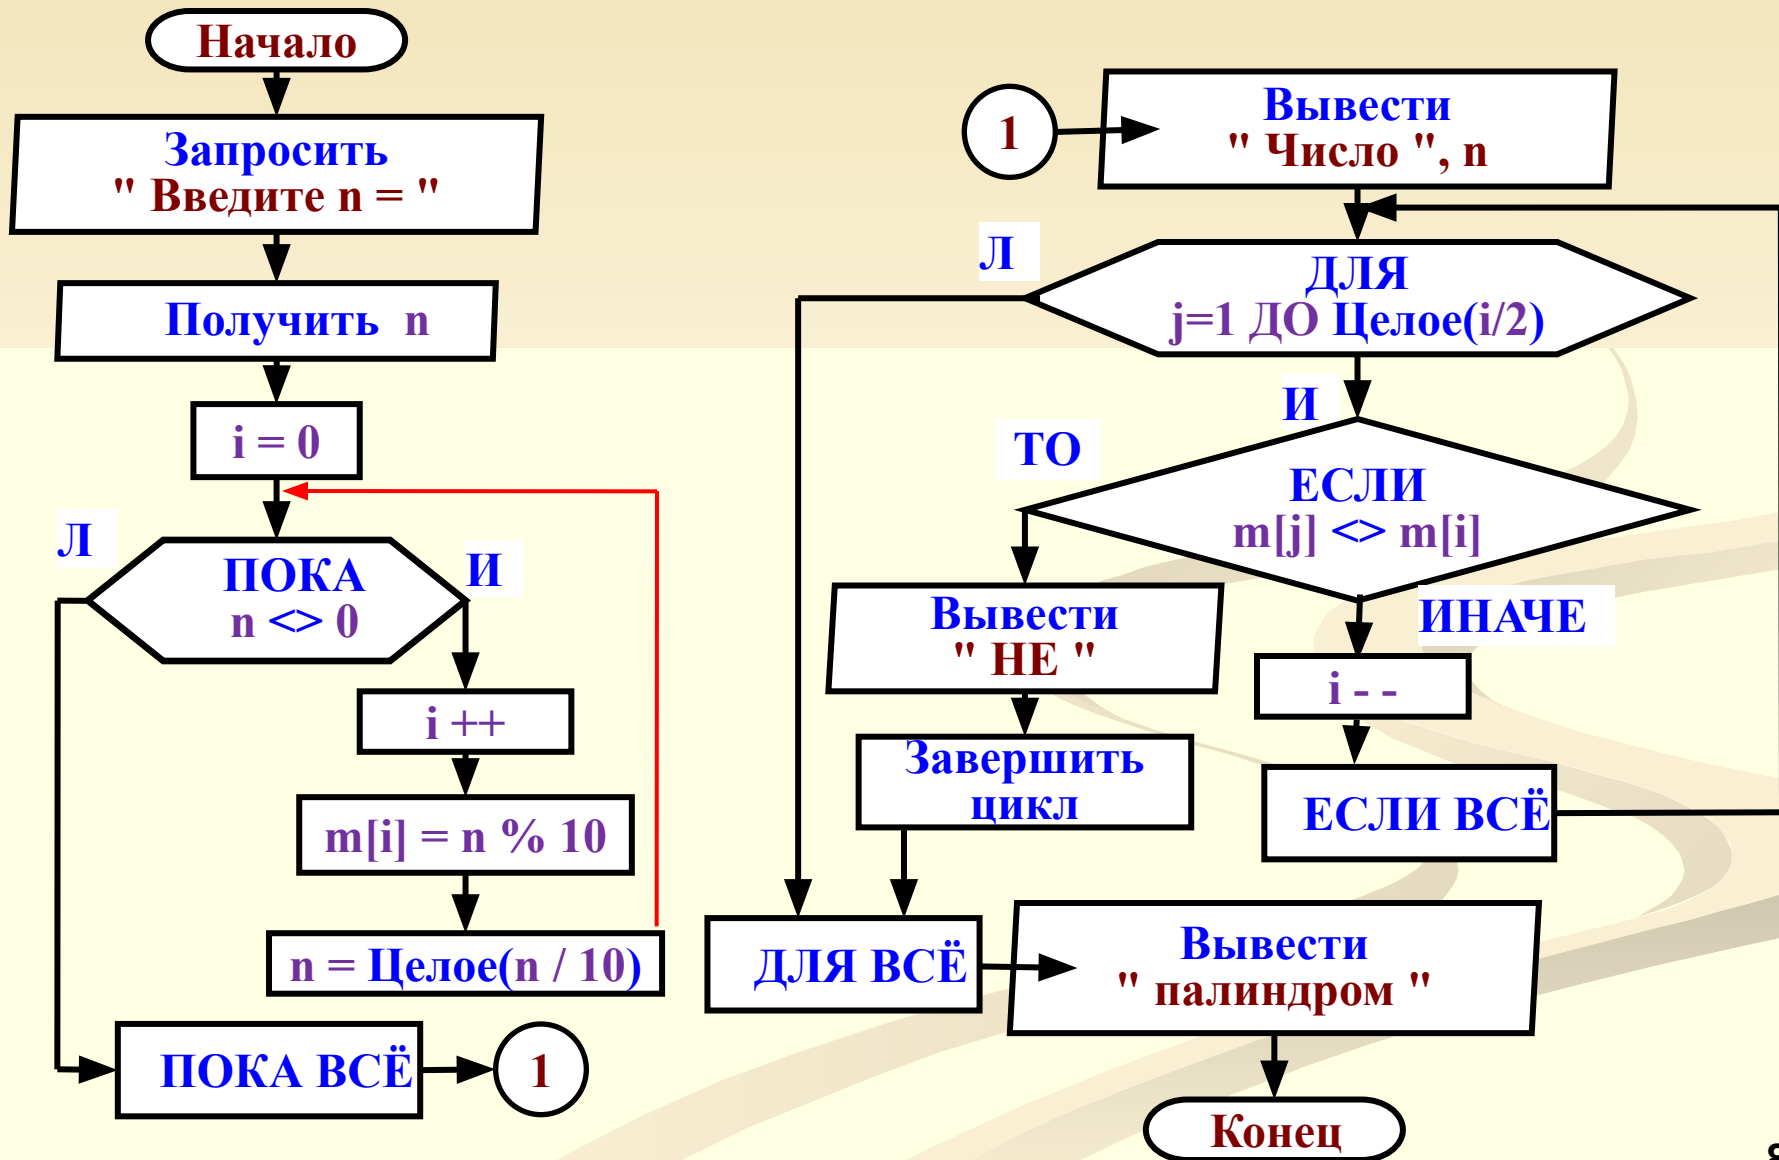 Начало
Запросить
" Введите n = "
Получить n
i = 0
Л
ПОКА
n <> 0
И
i ++
m[i] = n % 10
n = Целое(n / 10)
ПОКА ВСЁ
1
1
Вывести
" Число ", n
Л
ДЛЯ
j=1 ДО Целое(i/2)
И
ТО
ЕСЛИ
m[j] <> m[i]
ИНАЧЕ
Вывести
" НЕ "
i - -
Завершить
цикл
ЕСЛИ ВСЁ
ДЛЯ ВСЁ
Вывести
" палиндром "
Конец